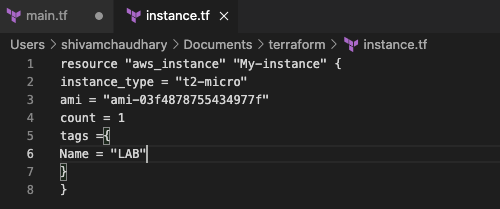 main.tf instance.tf ×
Users > shivamchaudhary > Documents > terraform > instance.tf
1 resource "aws_instance" "My-instance" {
2 instance_type = "t2-micro"
3 ami = "ami-03f4878755434977f"
4 count = 1
5 tags ={
6 Name = "LAB"
7 }
8 }